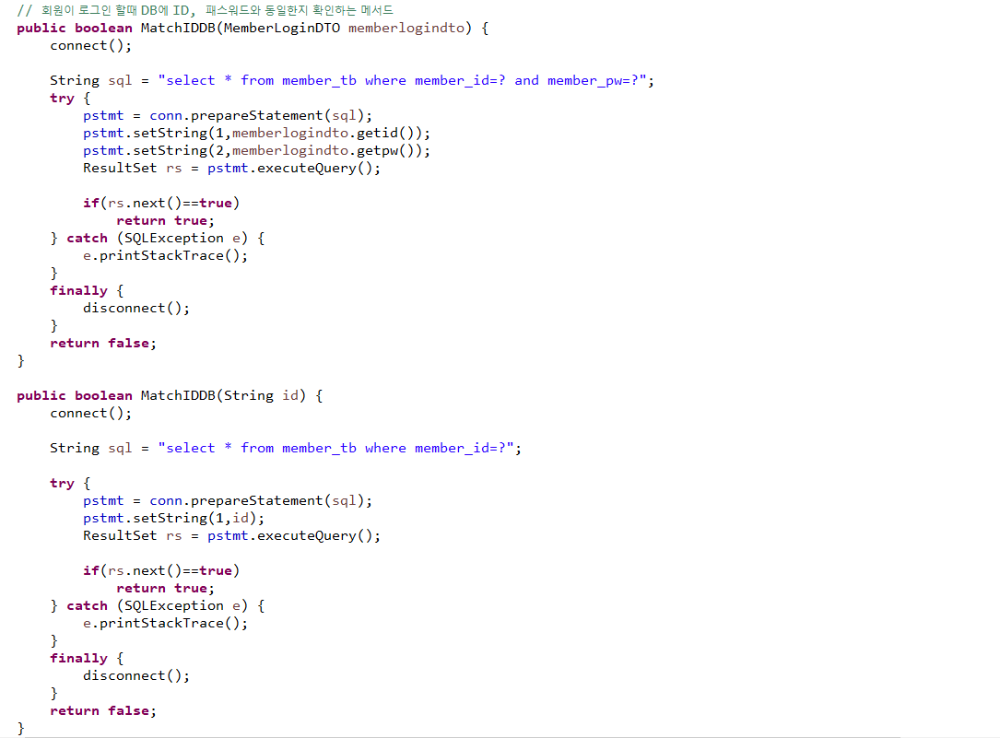 // 회원이 로그인 할때 DB에 ID, 패스워드와 동일한지 확인하는 메서드
public boolean MatchIDDB(MemberLoginDTO memberlogindto) {
    connect();

    String sql = "select * from member_tb where member_id=? and member_pw=?";
    try {
        pstmt = conn.prepareStatement(sql);
        pstmt.setString(1,memberlogindto.getid());
        pstmt.setString(2,memberlogindto.getpw());
        ResultSet rs = pstmt.executeQuery();

        if(rs.next()==true)
            return true;
    } catch (SQLException e) {
        e.printStackTrace();
    }
    finally {
        disconnect();
    }
    return false;
}

public boolean MatchIDDB(String id) {
    connect();

    String sql = "select * from member_tb where member_id=?";

    try {
        pstmt = conn.prepareStatement(sql);
        pstmt.setString(1,id);
        ResultSet rs = pstmt.executeQuery();

        if(rs.next()==true)
            return true;
    } catch (SQLException e) {
        e.printStackTrace();
    }
    finally {
        disconnect();
    }
    return false;
}